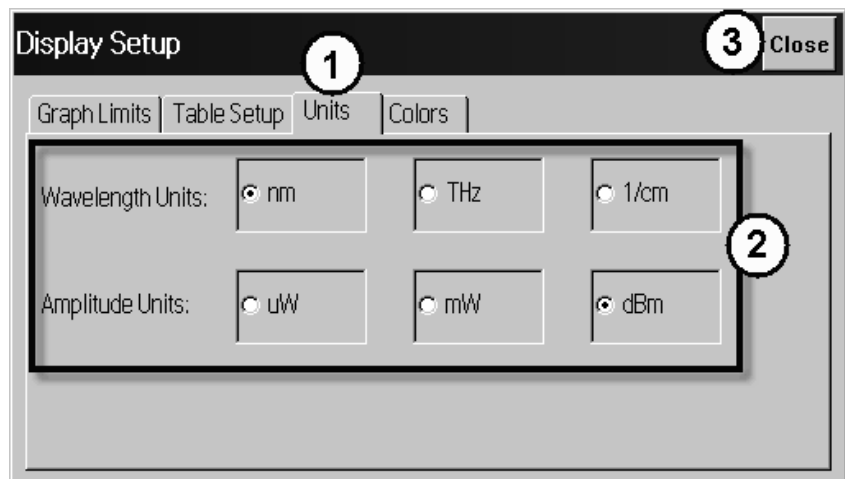 Display Setup 1 3 Close
Graph Limits Table Setup Units Colors
Wavelength Units: nm THz 1/cm
2
Amplitude Units: uW mW dBm